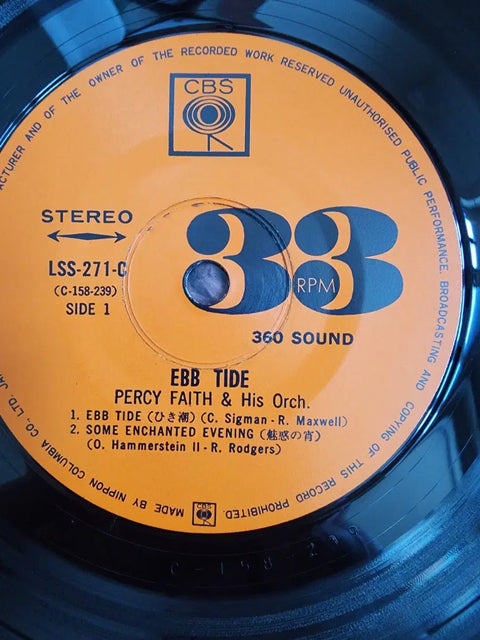 ACTURER AND OF THE OWNER OF THE RECORDED WORK RESERVED UNAUTHORISED PUBLIC PERFORMANCE, BROADCASTING AND COPYING OF THIS RECORD PROHIBITED.
CBS
STEREO
33
RPM
LSS-271-C
(C-158-239)
SIDE 1
360 SOUND
EBB TIDE
PERCY FAITH & His Orch.
1. EBB TIDE (ひき潮) (C. Sigman - R. Maxwell)
2. SOME ENCHANTED EVENING (魅惑の宵)
(O. Hammerstein II - R. Rodgers)
CBS
MADE BY NIPPON COLUMBIA CO., LTD.
C-158 239